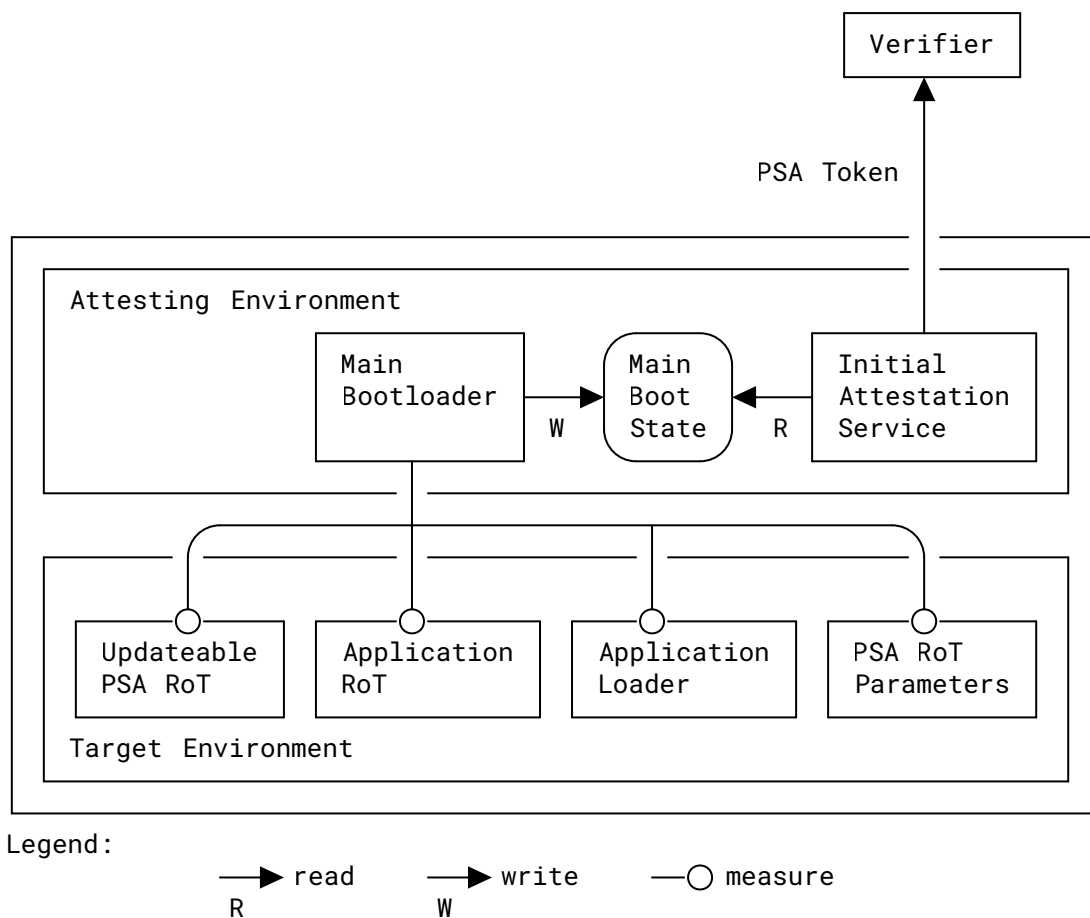 Verifier
PSA Token
Attesting Environment
Main
Bootloader
W
Main
Boot
State
R
Initial
Attestation
Service
Updateable
PSA RoT
Application
RoT
Application
Loader
PSA RoT
Parameters
Target Environment
Legend:
read
R
write
W
measure